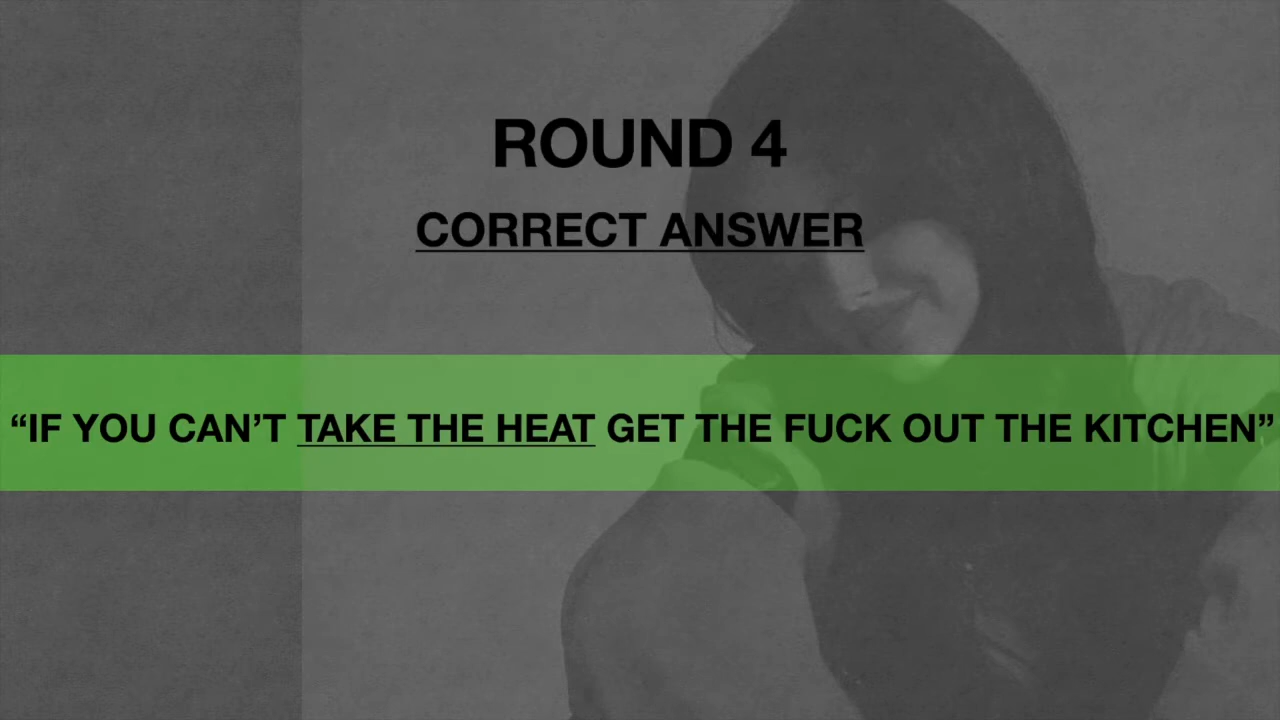 ROUND 4
CORRECT ANSWER
“IF YOU CAN’T TAKE THE HEAT GET THE FUCK OUT THE KITCHEN”